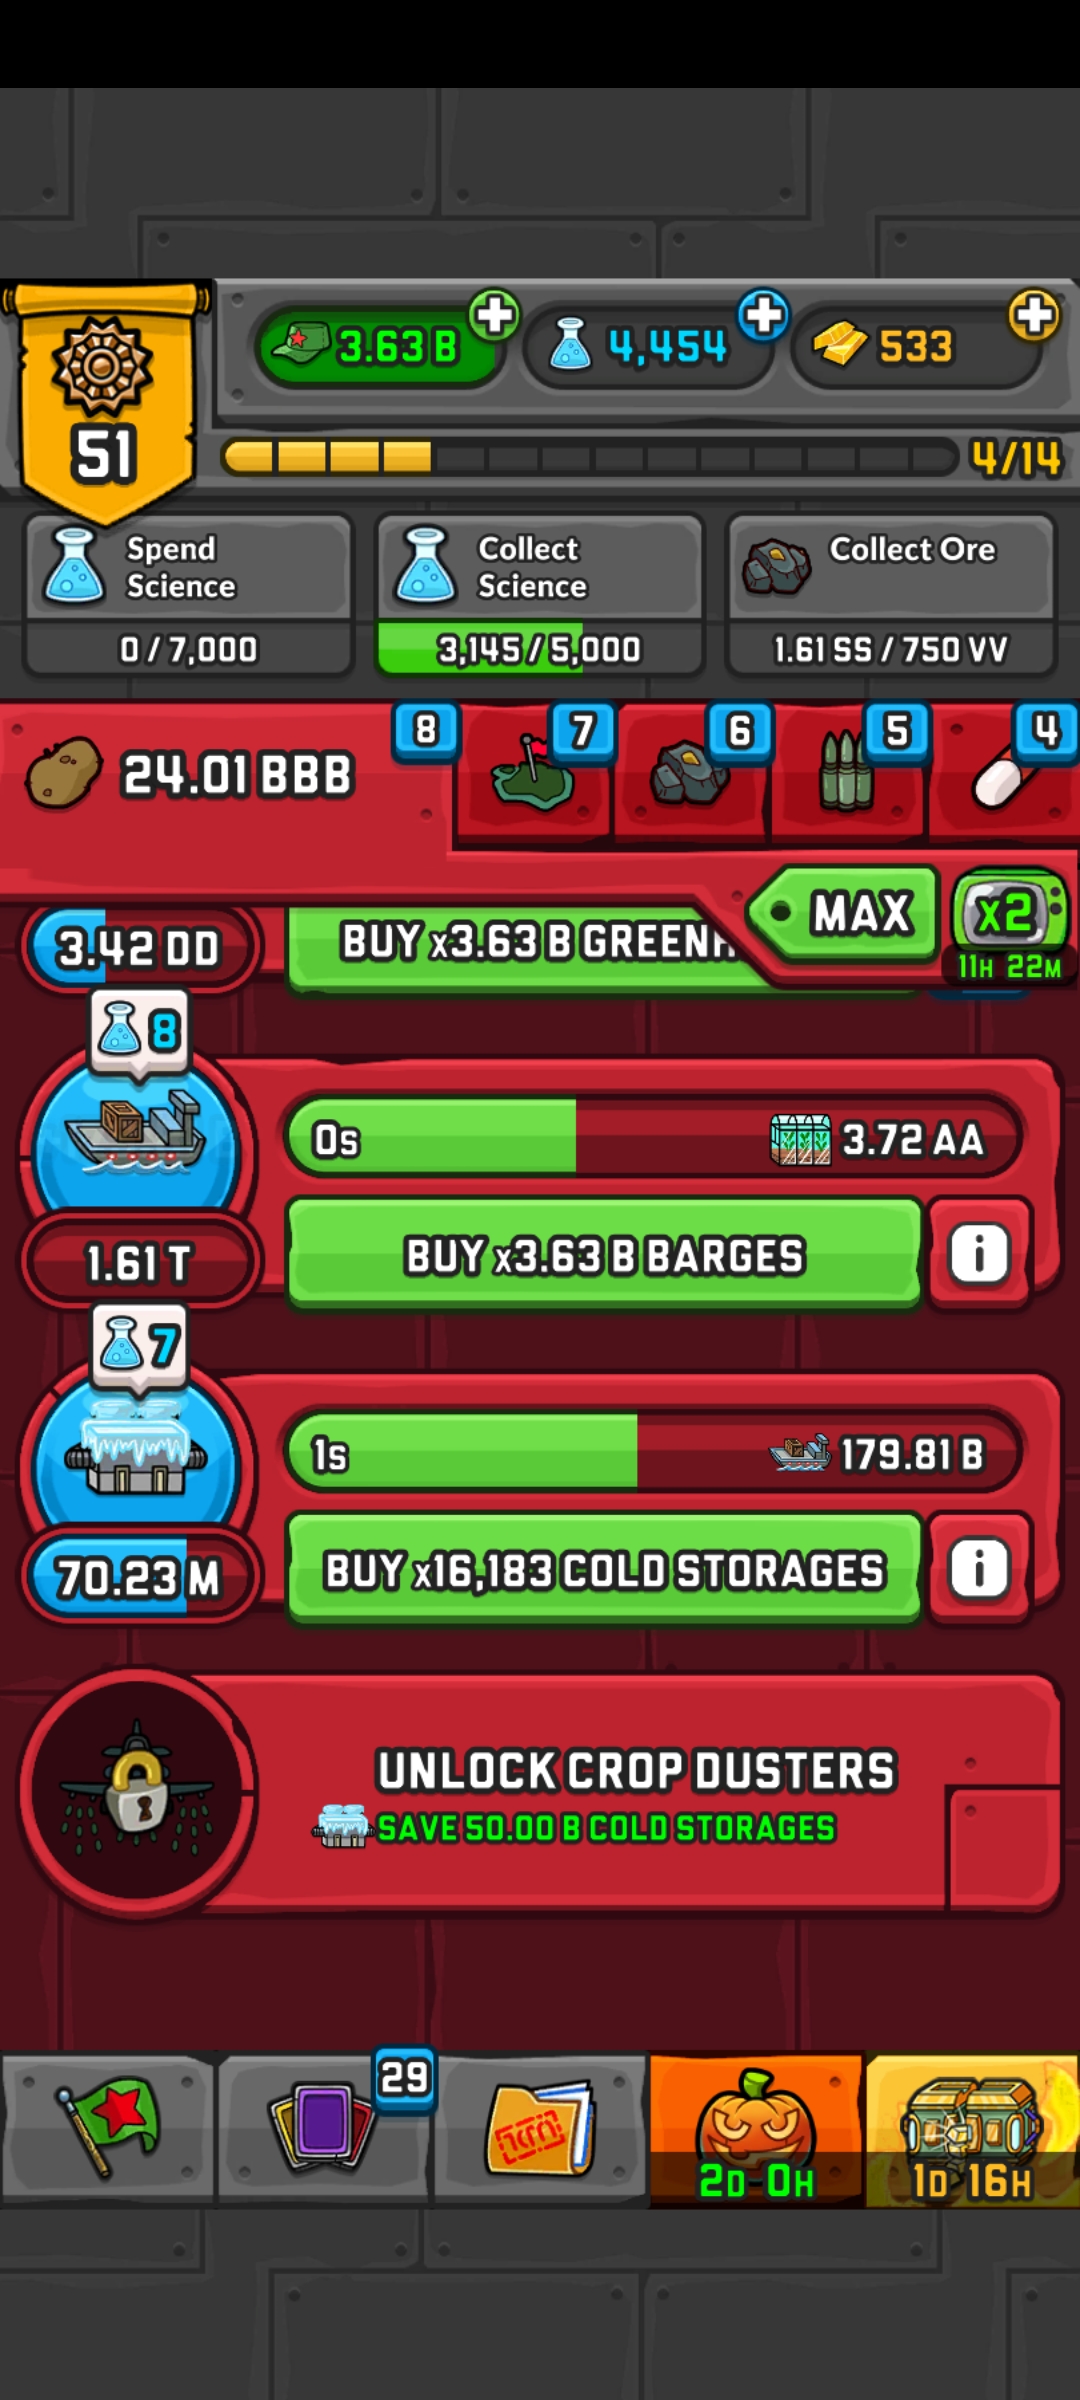 51
3.63 B
4,454
533
4/14
Spend
Science
0 / 7,000
Collect
Science
3,145 / 5,000
Collect Ore
1.61 SS / 750 VV
24.01 BBB
8
7
6
5
4
MAX
x2
11H 22M
3.42 DD
BUY x3.63 B GREENH
8
0s
3.72 AA
1.61 T
BUY x3.63 B BARGES
i
7
1s
179.81 B
70.23 M
BUY x16,183 COLD STORAGES
i
UNLOCK CROP DUSTERS
SAVE 50.00 B COLD STORAGES
29
2D 0H
1D 16H